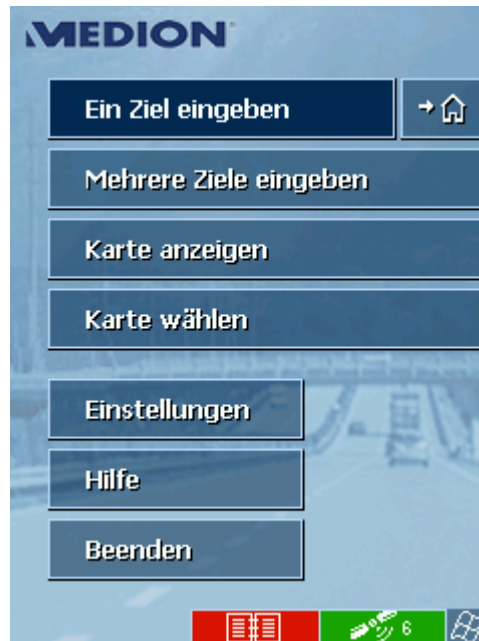 MEDION
Ein Ziel eingeben
Mehrere Ziele eingeben
Karte anzeigen
Karte wählen
Einstellungen
Hilfe
Beenden
6